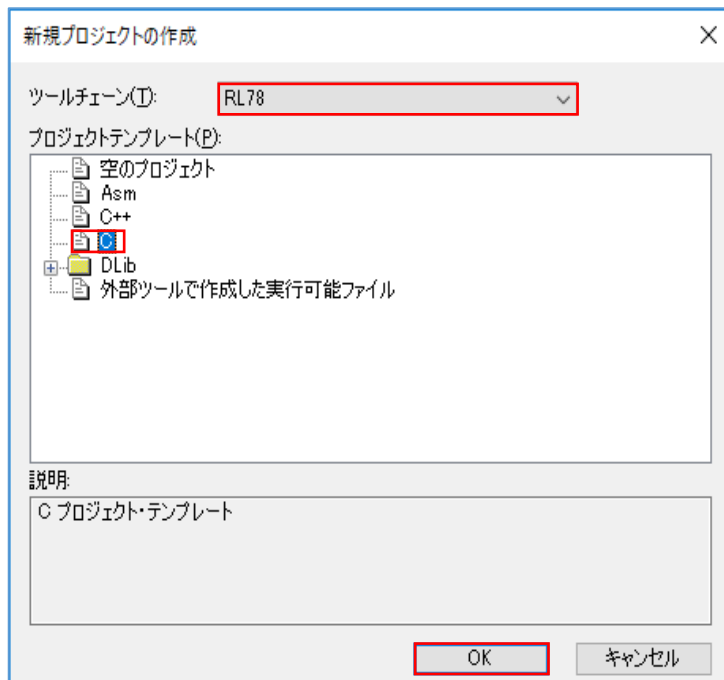 新規プロジェクトの作成
ツールチェーン(T): RL78
プロジェクトテンプレート(P):
空のプロジェクト
Asm
C++
C
DLib
外部ツールで作成した実行可能ファイル
説明:
C プロジェクト・テンプレート
OK キャンセル